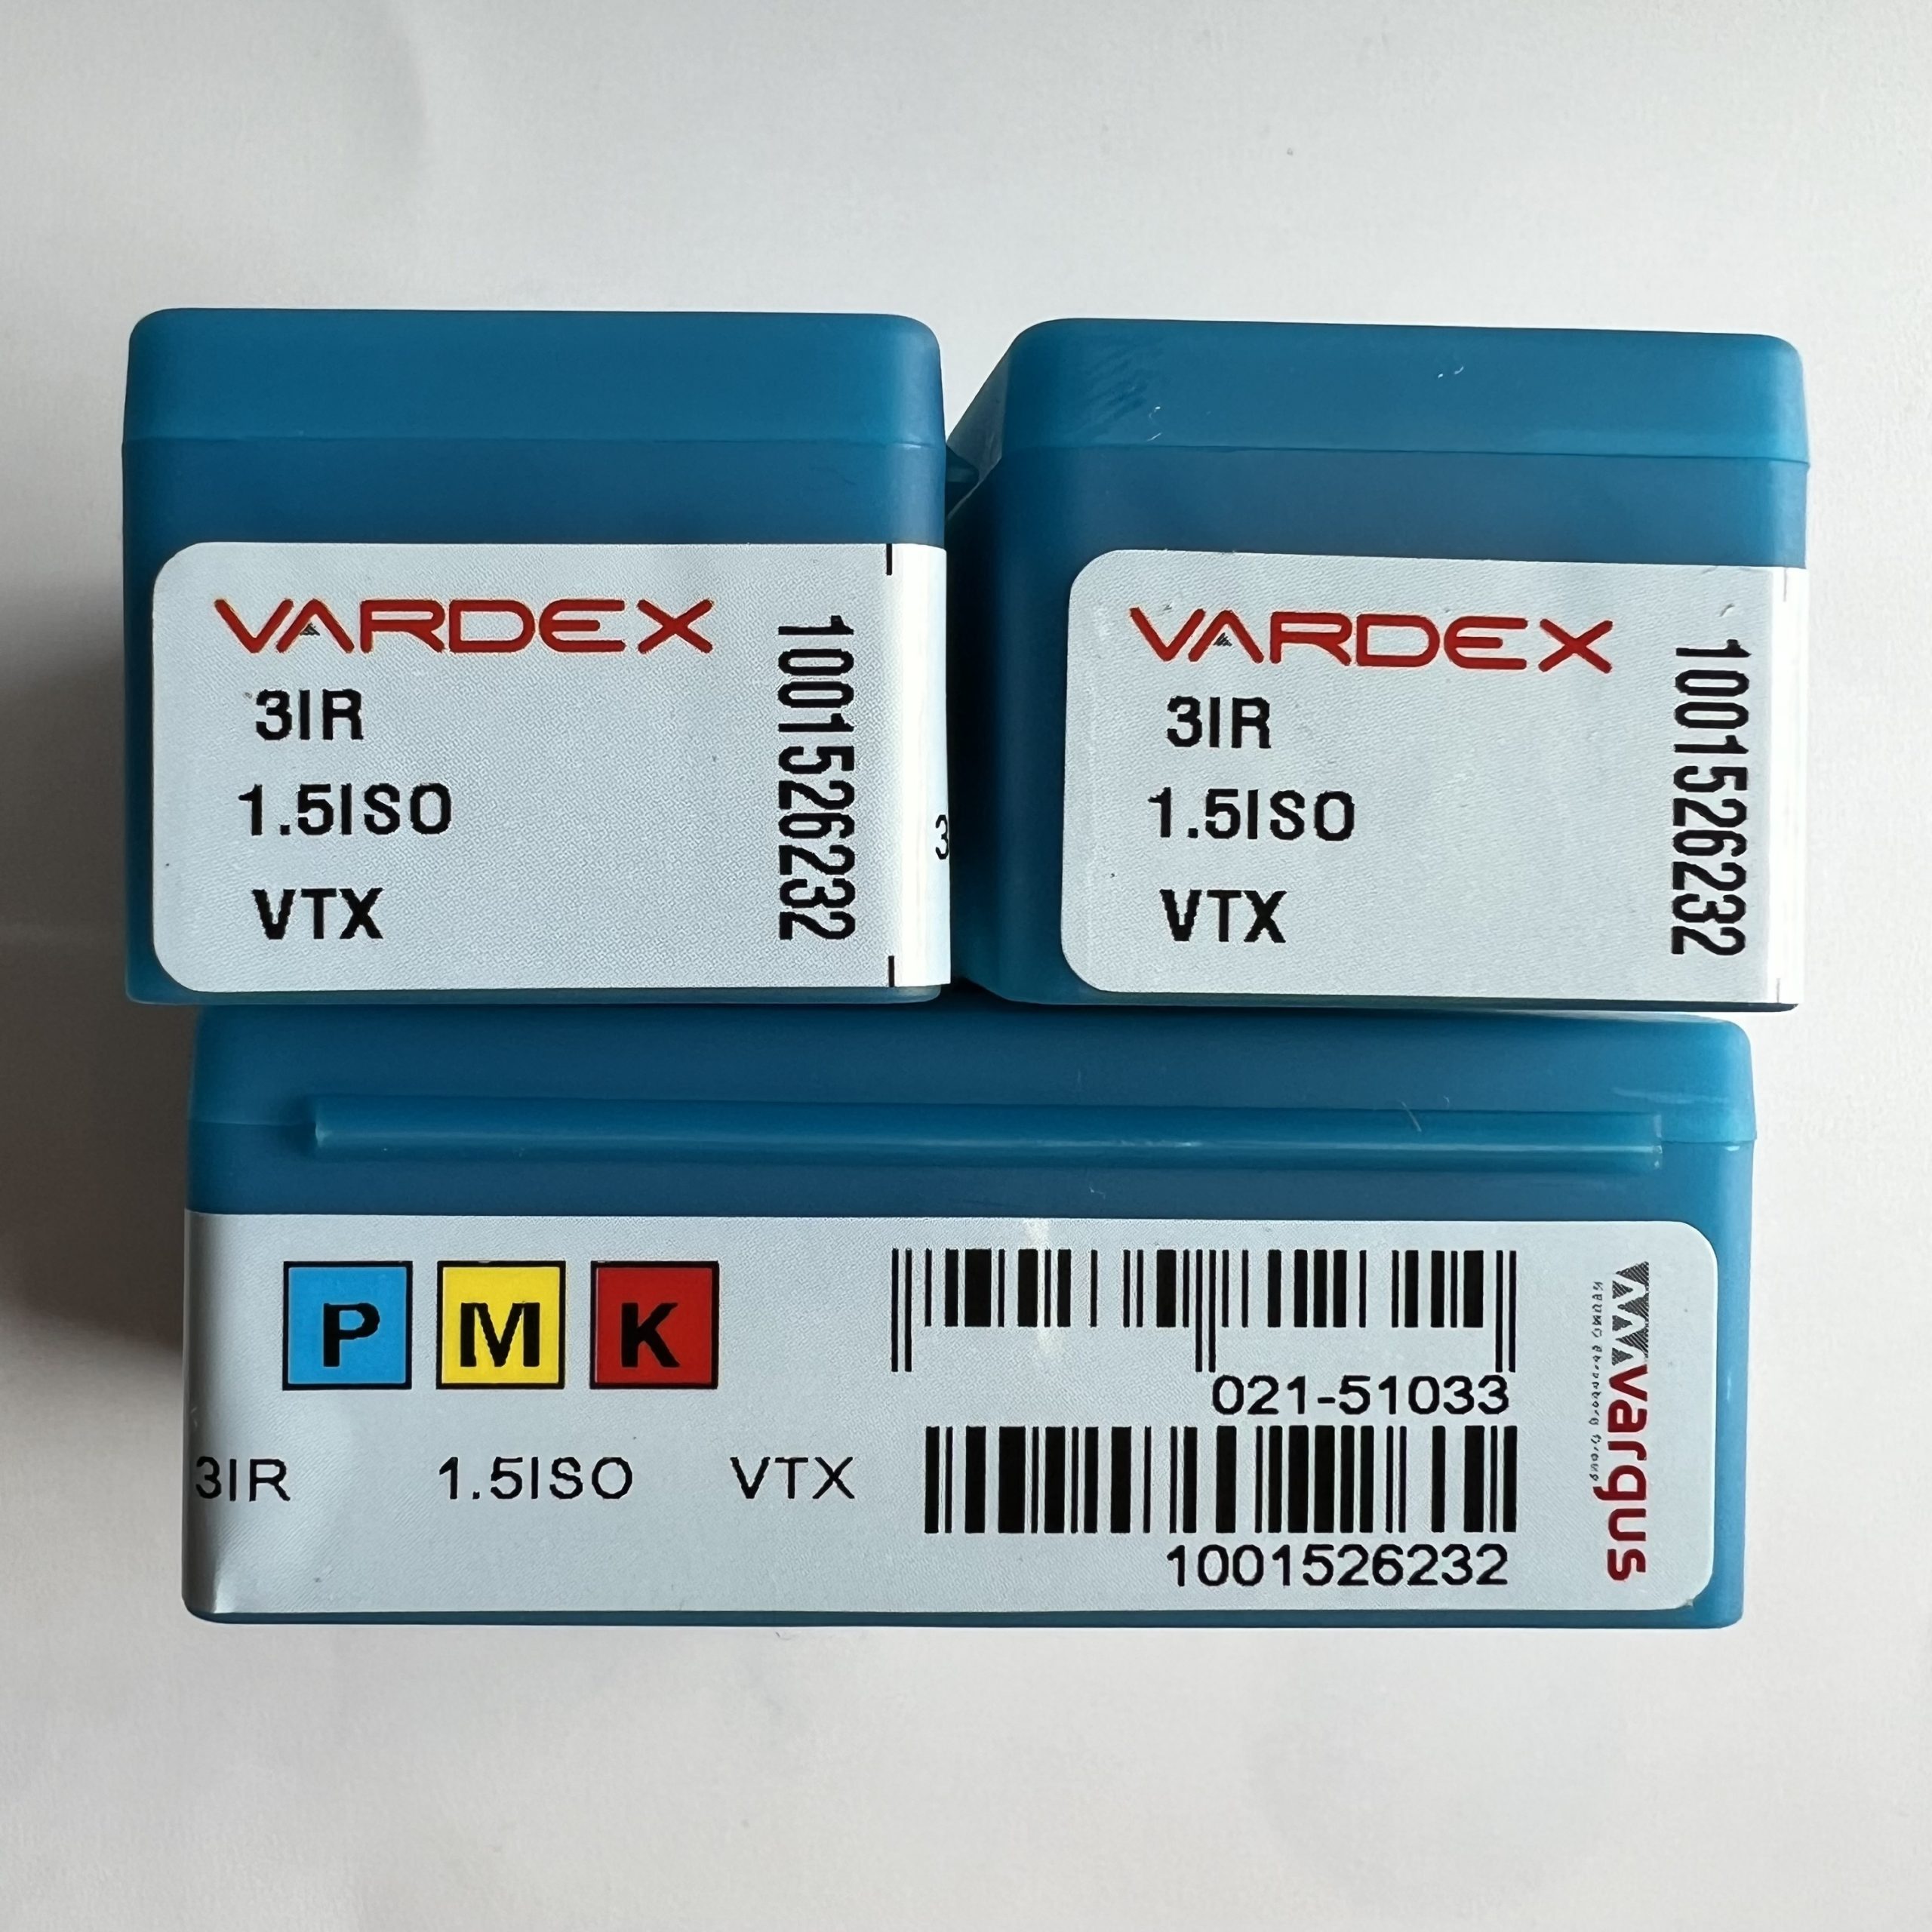 VARDEX
3IR
1.5ISO
VTX
1001526232
3
VARDEX
3IR
1.5ISO
VTX
1001526232
P M K
021-51033
3IR 1.5ISO VTX
1001526232
vargus